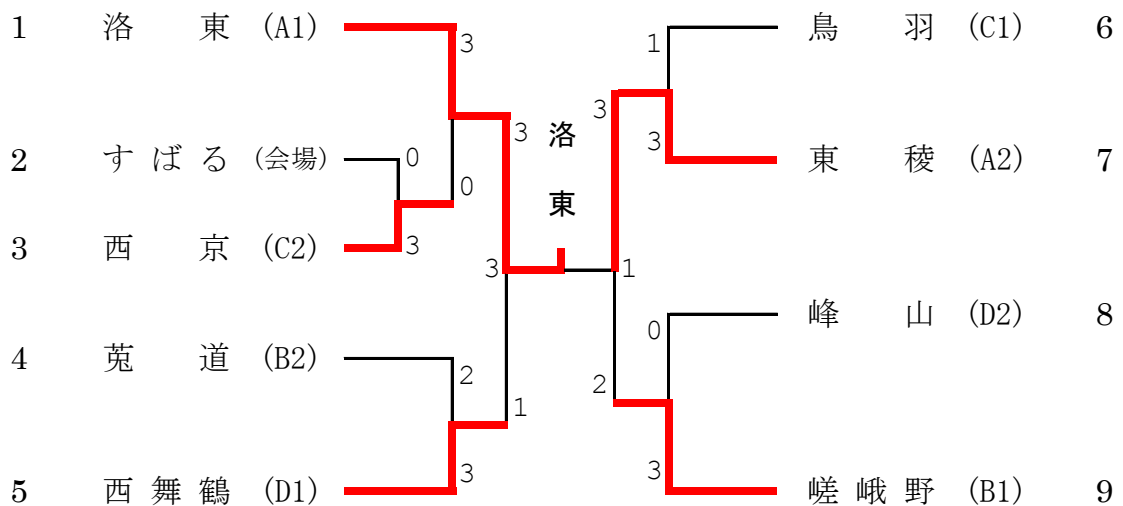 1 洛東 (A1)
3
2 すばる (会場)
0
0
3 西京 (C2)
3
3
3
4 莵道 (B2)
2
1
5 西舞鶴 (D1)
3
洛東
鳥羽 (C1) 6
1
3
3
東稜 (A2) 7
1
峰山 (D2) 8
0
2
3
嵯峨野 (B1) 9